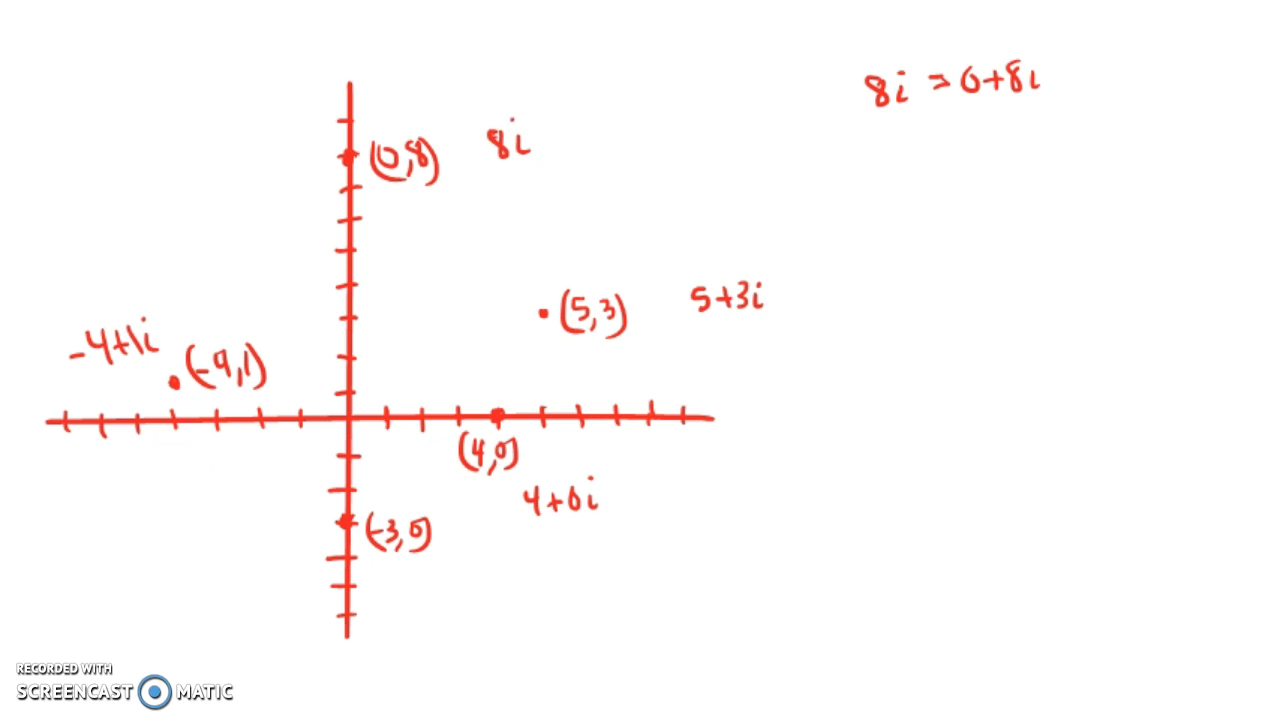 8i = 0+8i
(0,8) 8i
(5,3) 5+3i
-4+1i
(-4,1)
(4,0)
4+0i
(-3,0)
RECORDED WITH
SCREENCAST MATIC